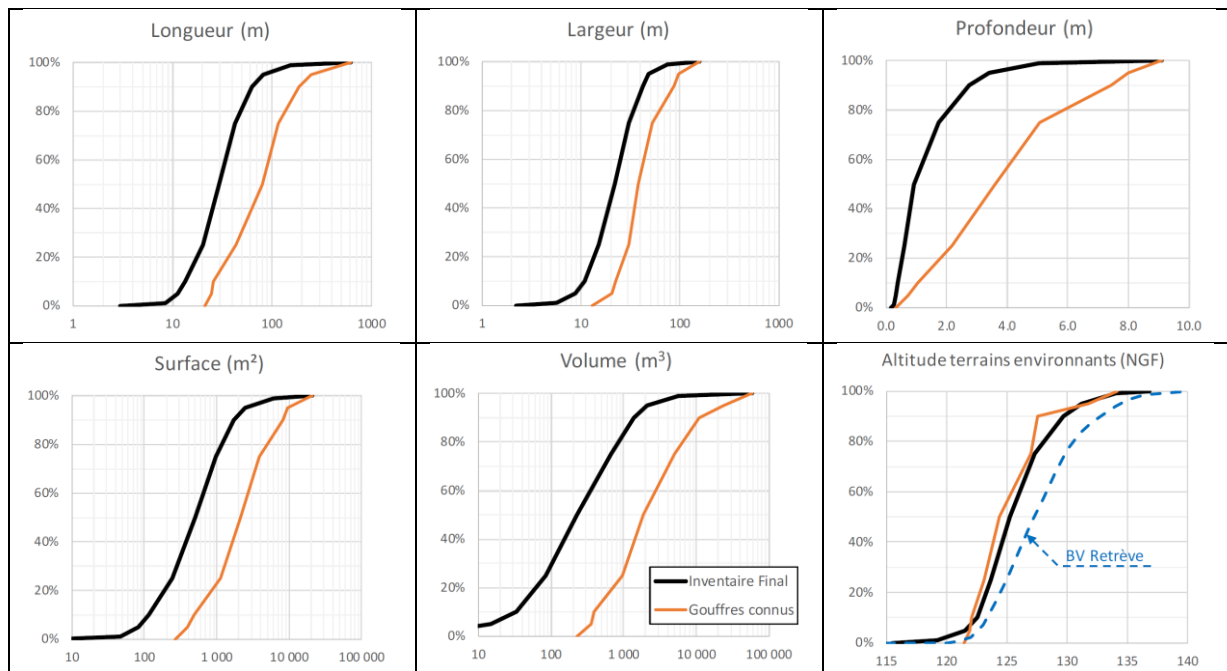 Longueur (m)
100%
80%
60%
40%
20%
0%
1 10 100 1000
Largeur (m)
100%
80%
60%
40%
20%
0%
1 10 100 1000
Profondeur (m)
100%
80%
60%
40%
20%
0%
0.0 2.0 4.0 6.0 8.0 10.0
Surface (m²)
100%
80%
60%
40%
20%
0%
10 100 1 000 10 000 100 000
Volume (m³)
100%
80%
60%
40%
20%
0%
Inventaire Final
Gouffres connus
10 100 1 000 10 000 100 000
Altitude terrains environnants (NGF)
100%
80%
60%
40%
20%
0%
BV Retrève
115 120 125 130 135 140